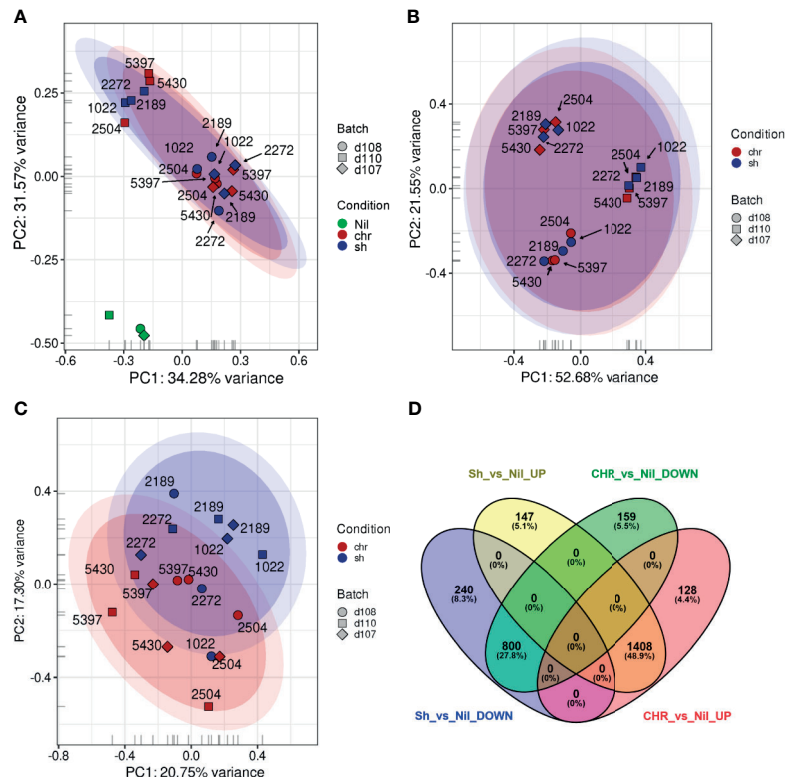 A
5397
2272
5430
1022
2189
2504
2189
1022
2272
2504
5397
5397
2504
5430
5430
2189
2272
0.25
0.00
-0.25
-0.50
-0.6
-0.3
0.0
0.3
0.6
PC2: 31.57% variance
PC1: 34.28% variance
Batch
d108
d110
d107
Condition
Nil
chr
sh
B
2504
2189
5397
1022
5430
2272
2504
1022
2272
2189
5430
5397
2504
2189
1022
2272
5430
5397
0.4
0.0
-0.4
-0.4
0.0
0.4
PC2: 21.55% variance
PC1: 52.68% variance
Condition
chr
sh
Batch
d108
d110
d107
C
2189
2189
2272
2189
2272
1022
1022
5430
5397
5430
5397
2272
5397
2504
5430
1022
2504
2504
0.4
0.0
-0.4
-0.8
-0.4
0.0
0.4
PC2: 17.30% variance
PC1: 20.75% variance
Condition
chr
sh
Batch
d108
d110
d107
D
Sh_vs_Nil_UP
CHR_vs_Nil_DOWN
147
(5.1%)
159
(5.5%)
0
(0%)
0
(0%)
0
(0%)
240
(8.3%)
128
(4.4%)
0
(0%)
0
(0%)
800
(27.8%)
0
(0%)
1408
(48.9%)
0
(0%)
0
(0%)
0
(0%)
Sh_vs_Nil_DOWN
CHR_vs_Nil_UP